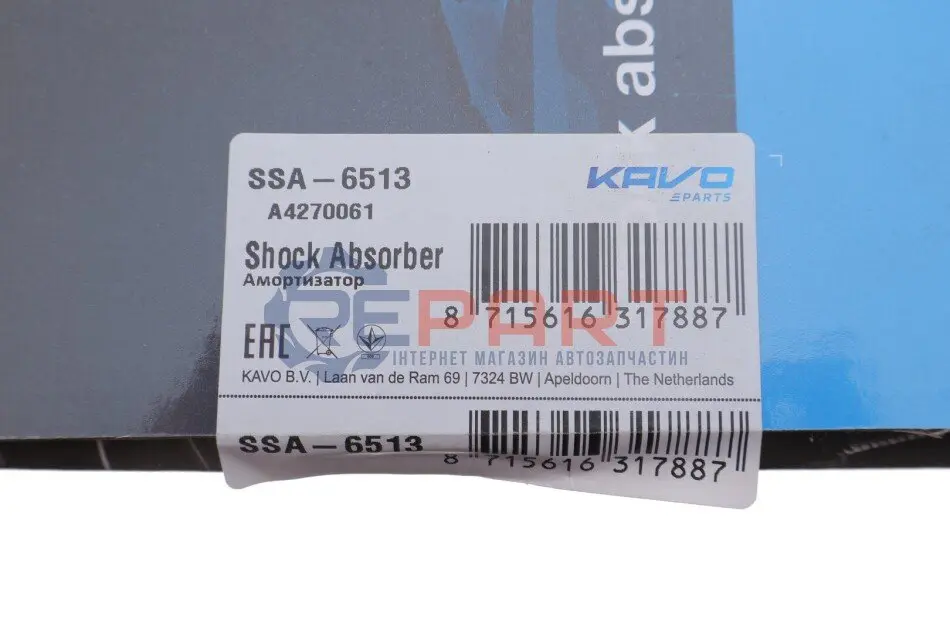 k abs
SSA-6513
KAVO
PARTS
A4270061
Shock Absorber
Амортизатор
8 715616 317887
REPART
ІНТЕРНЕТ МАГАЗИН АВТОЗАПЧАСТИН
EAC
KAVO B.V. | Laan van de Ram 69 | 7324 BW | Apeldoorn | The Netherlands
SSA-6513
8 715616 317887